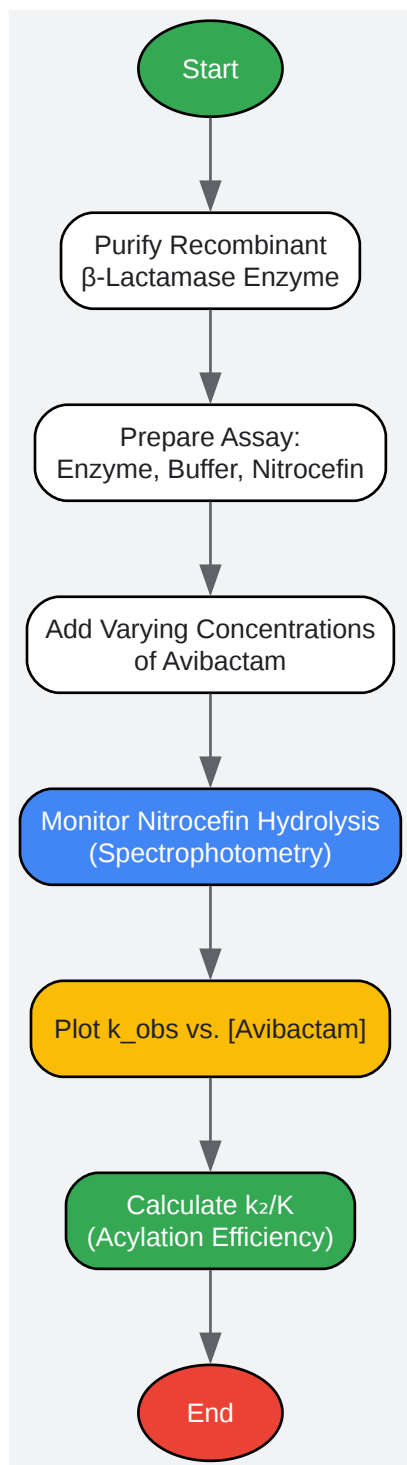 Start
Purify Recombinant
β-Lactamase Enzyme
Prepare Assay:
Enzyme, Buffer, Nitrocefin
Add Varying Concentrations
of Avibactam
Monitor Nitrocefin Hydrolysis
(Spectrophotometry)
Plot k_obs vs. [Avibactam]
Calculate k₂/K
(Acylation Efficiency)
End